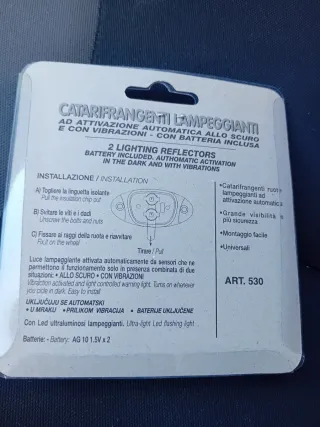 CATARIFRANGENTI LAMPEGGIANTI
AD ATTIVAZIONE AUTOMATICA ALLO SCURO
E CON VIBRAZIONI - CON BATTERIA INCLUSA
2 LIGHTING REFLECTORS
BATTERY INCLUDED, AUTHOMATIC ACTIVATION
IN THE DARK AND WITH VIBRATIONS
INSTALLAZIONE / INSTALLATION
A) Togliere la linguetta isolante
Pull the insulation chip out
B) Svitare le viti e i dadi
Unscrew the bolts and nuts
C) Fissare ai raggi della ruota e riavvitare
Fruit on the wheel
Tirare / Pull
Luce lampeggiante attivata automaticamente da sensori che ne
permettono il funzionamento solo in presenza combinata di due
situazioni: • ALLO SCURO • CON VIBRAZIONI
Vibraction activated and light controlled warning light. Turns on whenever
you cicle in dark. Easy to install
UKLJUČUJU SE AUTOMATSKI
• U MRAKU • PRILIKOM VIBRACIJA • BATERIJE UKLJUČENE
Con Led ultraluminosi lampeggianti. Ultra-light Led flashing light
Batterie: - Battery: AG 10 1.5V x 2
•Catarifrangenti ruote
lampeggianti ad
attivazione automatica
•Grande visibilità e
più sicurezza
•Montaggio facile
•Universali
ART. 530